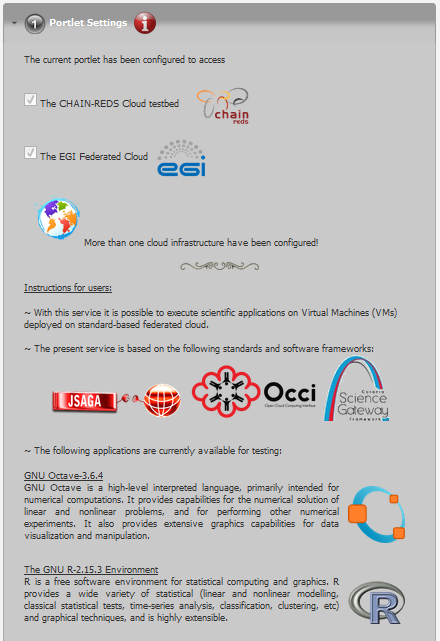 1 Portlet Settings i
The current portlet has been configured to access
The CHAIN-REDS Cloud testbed
chain
reds
The EGI Federated Cloud
egi
More than one cloud infrastructure have been configured!
Instructions for users:
~ With this service it is possible to execute scientific applications on Virtual Machines (VMs)
deployed on standard-based federated cloud.
~ The present service is based on the following standards and software frameworks:
JSAGA
Occi
Open Cloud Computing Interface
Catania
Science
Gateway
framework
~ The following applications are currently available for testing:
GNU Octave-3.6.4
GNU Octave is a high-level interpreted language, primarily intended for
numerical computations. It provides capabilities for the numerical solution of
linear and nonlinear problems, and for performing other numerical
experiments. It also provides extensive graphics capabilities for data
visualization and manipulation.
The GNU R-2.15.3 Environment
R is a free software environment for statistical computing and graphics. R
provides a wide variety of statistical (linear and nonlinear modelling,
classical statistical tests, time-series analysis, classification, clustering, etc)
and graphical techniques, and is highly extensible.
R